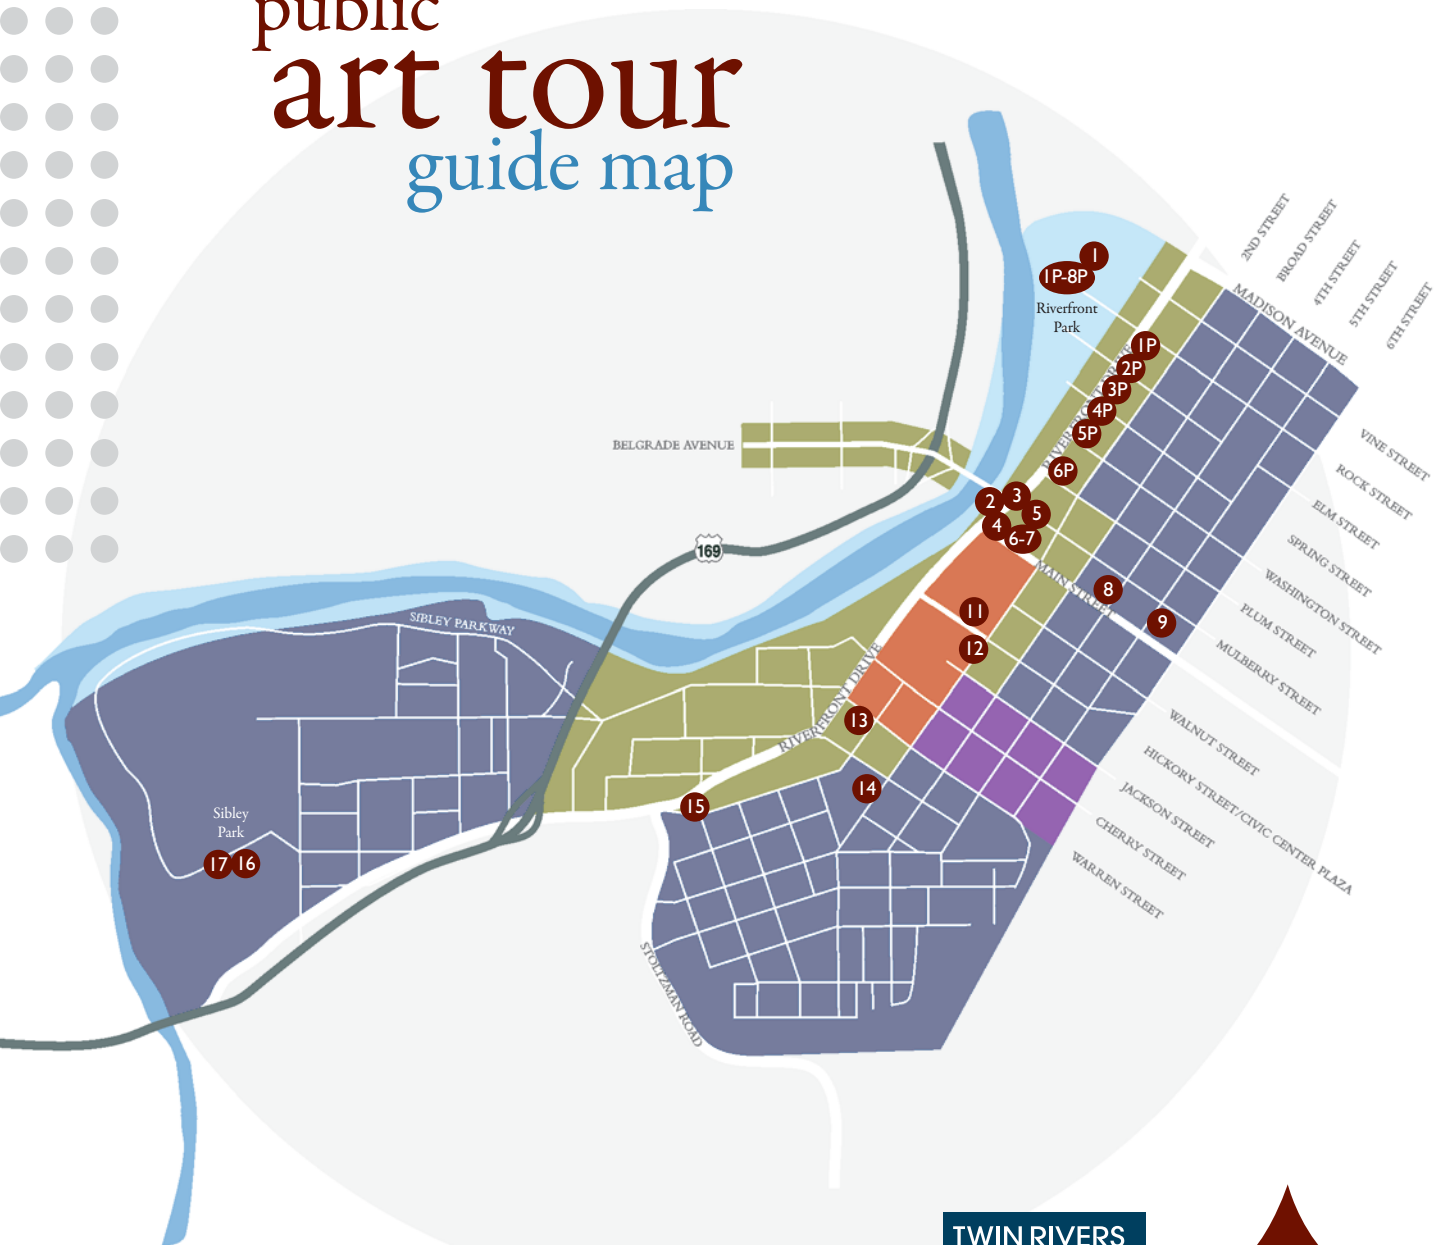 public
art tour
guide map
2ND STREET
BROAD STREET
4TH STREET
5TH STREET
6TH STREET
MADISON AVENUE
1
1P-8P
Riverfront
Park
1P
2P
3P
4P
5P
6P
BELGRADE AVENUE
VINE STREET
ROCK STREET
ELM STREET
SPRING STREET
WASHINGTON STREET
PLUM STREET
MULBERRY STREET
2
3
4
5
6-7
169
MAIN STREET
8
9
SIBLEY PARKWAY
11
12
RIVERFRONT DRIVE
13
14
15
WALNUT STREET
HICKORY STREET/CIVIC CENTER PLAZA
JACKSON STREET
CHERRY STREET
WARREN STREET
Sibley
Park
17
16
STOLTZMAN ROAD
TWIN RIVERS